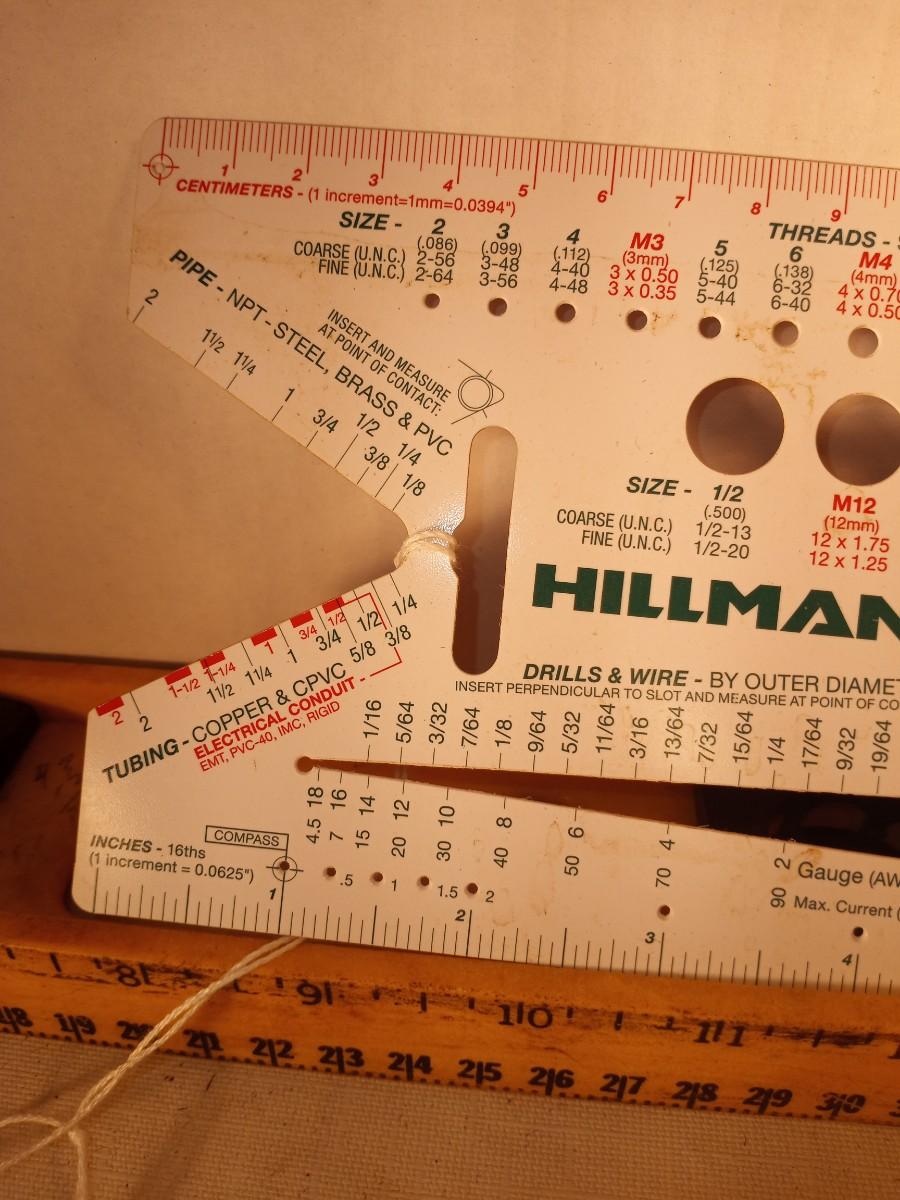 1 2 3 4 5 6 7 8 9
CENTIMETERS - (1 increment=1mm=0.0394")
SIZE - 2 3 4 M3 5 6 THREADS - M4
(.086) (.099) (.112) (3mm) (.125) (.138) (4mm)
COARSE (U.N.C.) 2-56 3-48 4-40 3 x 0.50 5-40 6-32 4 x 0.70
FINE (U.N.C.) 2-64 3-56 4-48 3 x 0.35 5-44 6-40 4 x 0.50
PIPE - NPT - STEEL, BRASS & PVC
INSERT AND MEASURE
AT POINT OF CONTACT:
2 1 1/2 1 1/4 1 3/4 1/2 3/8 1/4 1/8
SIZE - 1/2 M12
(.500) (12mm)
COARSE (U.N.C.) 1/2-13 12 x 1.75
FINE (U.N.C.) 1/2-20 12 x 1.25
HILLMAN
2 1-1/2 1-1/4 1 3/4 1/2
2 1 1/2 1 1/4 1 3/4 5/8 1/2 3/8 1/4
TUBING - COPPER & CPVC
ELECTRICAL CONDUIT -
EMT, PVC-40, IMC, RIGID
DRILLS & WIRE - BY OUTER
INSERT PERPENDICULAR TO SLOT AND MEASURE AT POINT OF
1/16 5/64 3/32 7/64 1/8 9/64 5/32 11/64 3/16 13/64 7/32 15/64 1/4 17/64 9/32 19/64
18 16 14 12 10 8 6 4 2 Gauge
4.5 7 15 20 30 40 50 70 90 Max. Current
COMPASS
INCHES - 16ths
(1 increment = 0.0625")
.5 1 1.5 2
1 2 3 4
8 9 10 11
18 19 20 21 22 23 24 25 26 27 28 29 30